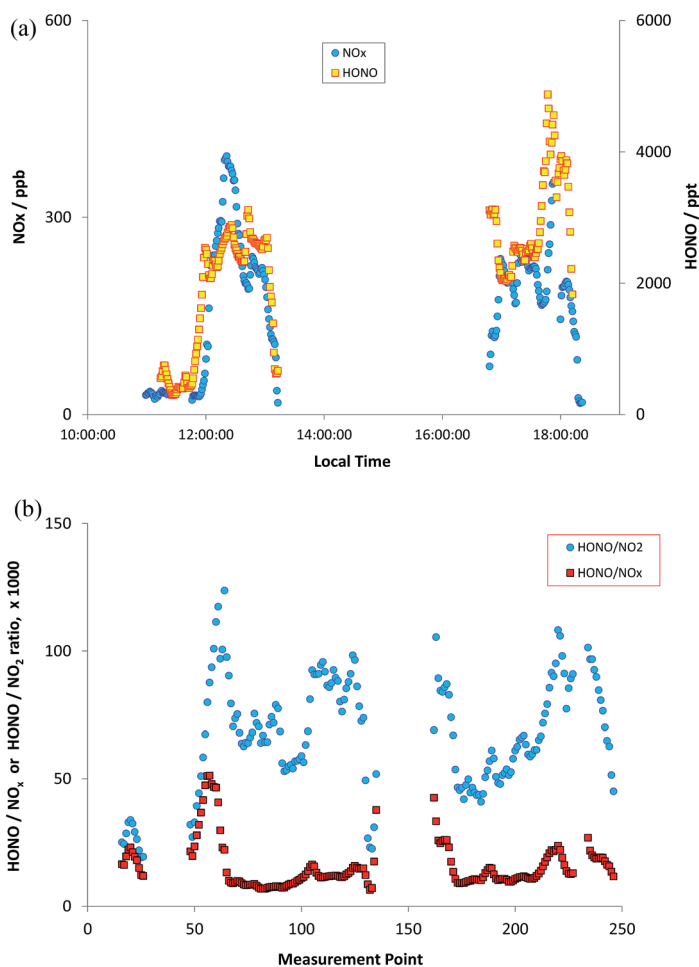 (a)
600
6000
NOx
HONO
4000
300
2000
0
0
NOx / ppb
HONO / ppt
10:00:00
12:00:00
14:00:00
16:00:00
18:00:00
Local Time
(b)
150
HONO/NO2
HONO/NOx
100
50
0
HONO / NOx or HONO / NO2 ratio, x 1000
0
50
100
150
200
250
Measurement Point